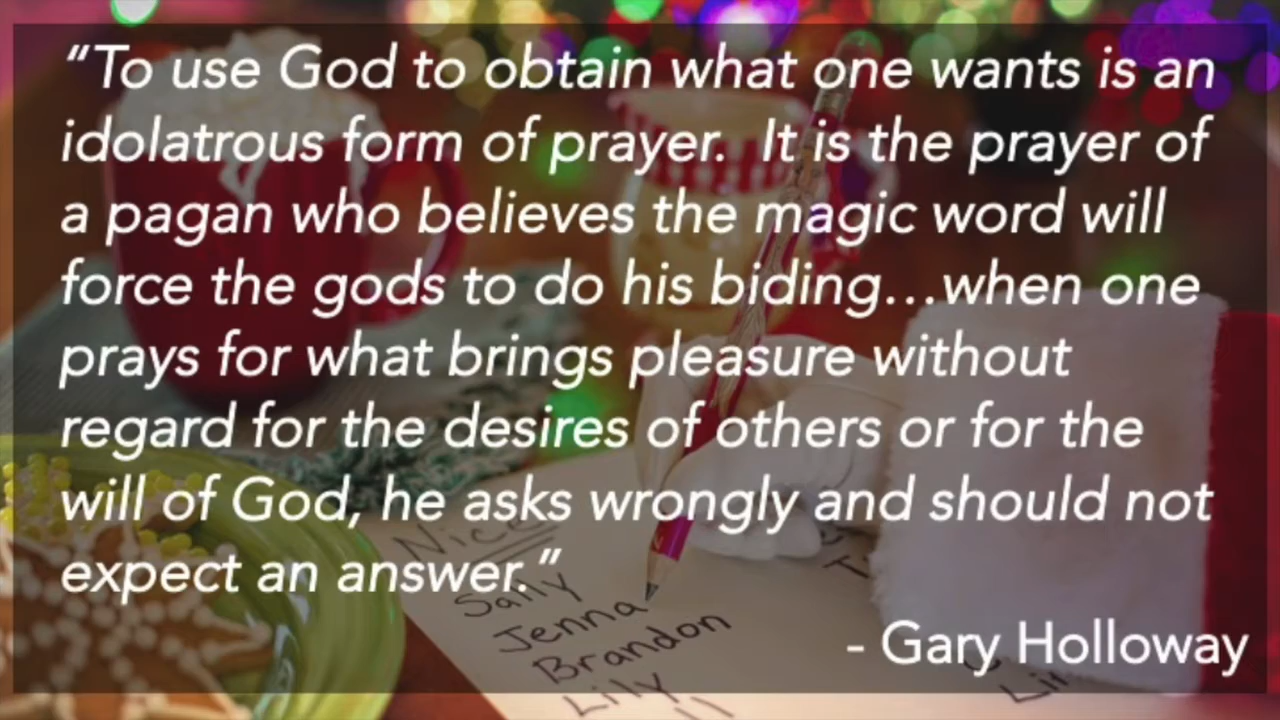 “To use God to obtain what one wants is an
idolatrous form of prayer.  It is the prayer of
a pagan who believes the magic word will
force the gods to do his biding…when one
prays for what brings pleasure without
regard for the desires of others or for the
will of God, he asks wrongly and should not
expect an answer.”
- Gary Holloway
Nice
Sally
Jenna
Brandon
Lily